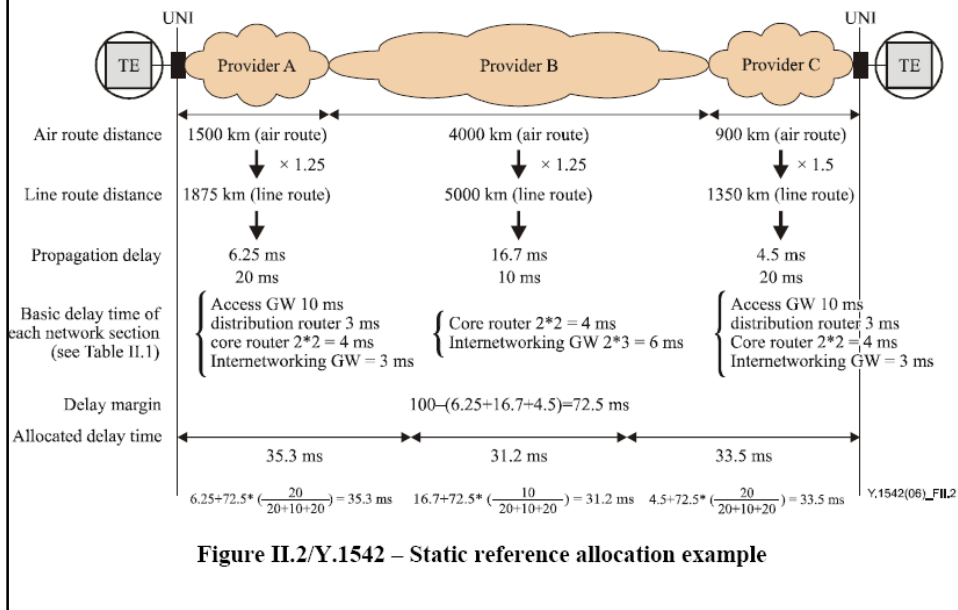 UNI UNI
TE Provider A Provider B Provider C TE
Air route distance 1500 km (air route) 4000 km (air route) 900 km (air route)
× 1.25 × 1.25 × 1.5
Line route distance 1875 km (line route) 5000 km (line route) 1350 km (line route)
Propagation delay 6.25 ms 16.7 ms 4.5 ms
20 ms 10 ms 20 ms
Basic delay time of
each network section
(see Table II.1)
Access GW 10 ms
distribution router 3 ms
core router 2*2 = 4 ms
Internetworking GW = 3 ms
Core router 2*2 = 4 ms
Internetworking GW 2*3 = 6 ms
Access GW 10 ms
distribution router 3 ms
Core router 2*2 = 4 ms
Internetworking GW = 3 ms
Delay margin 100–(6.25+16.7+4.5)=72.5 ms
Allocated delay time
35.3 ms 31.2 ms 33.5 ms
6.25+72.5* (20/20+10+20) = 35.3 ms 16.7+72.5* (10/20+10+20) = 31.2 ms 4.5+72.5* (20/20+10+20) = 33.5 ms
Y.1542(06)_FII.2
Figure II.2/Y.1542 – Static reference allocation example